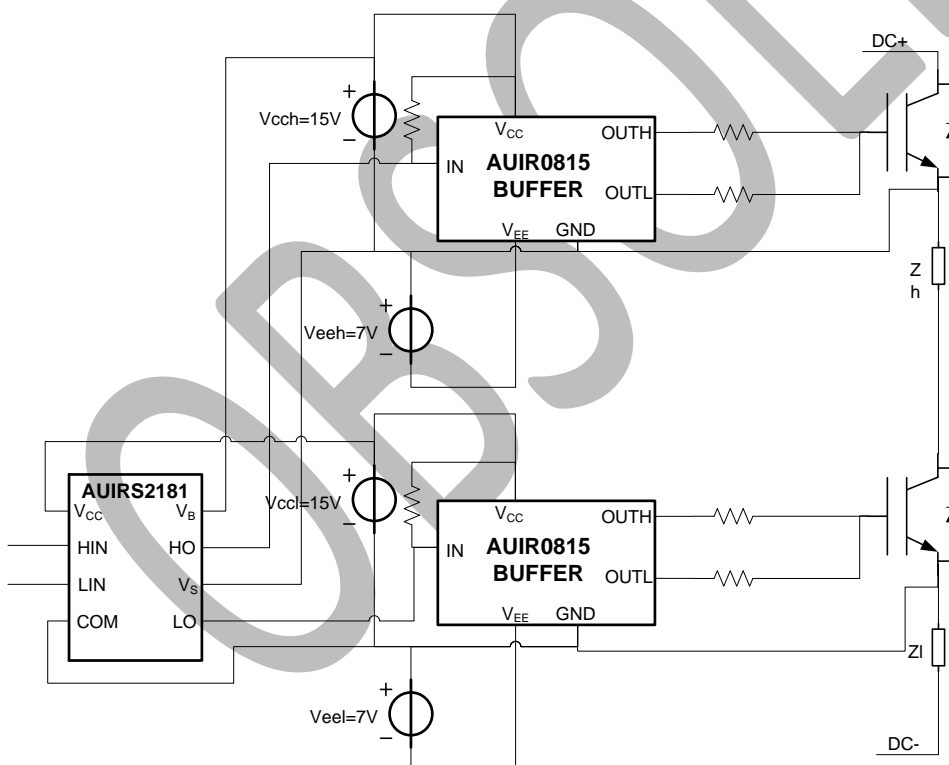 DC+
Vcch=15V
+
−
VCC
OUTH
IN
AUIR0815
BUFFER
OUTL
VEE
GND
Z
Z
h
+
Veeh=7V
−
AUIRS2181
VCC
VB
HIN
HO
LIN
VS
COM
LO
+
Vccl=15V
−
VCC
OUTH
IN
AUIR0815
BUFFER
OUTL
VEE
GND
Z
Zl
+
Veel=7V
−
DC-